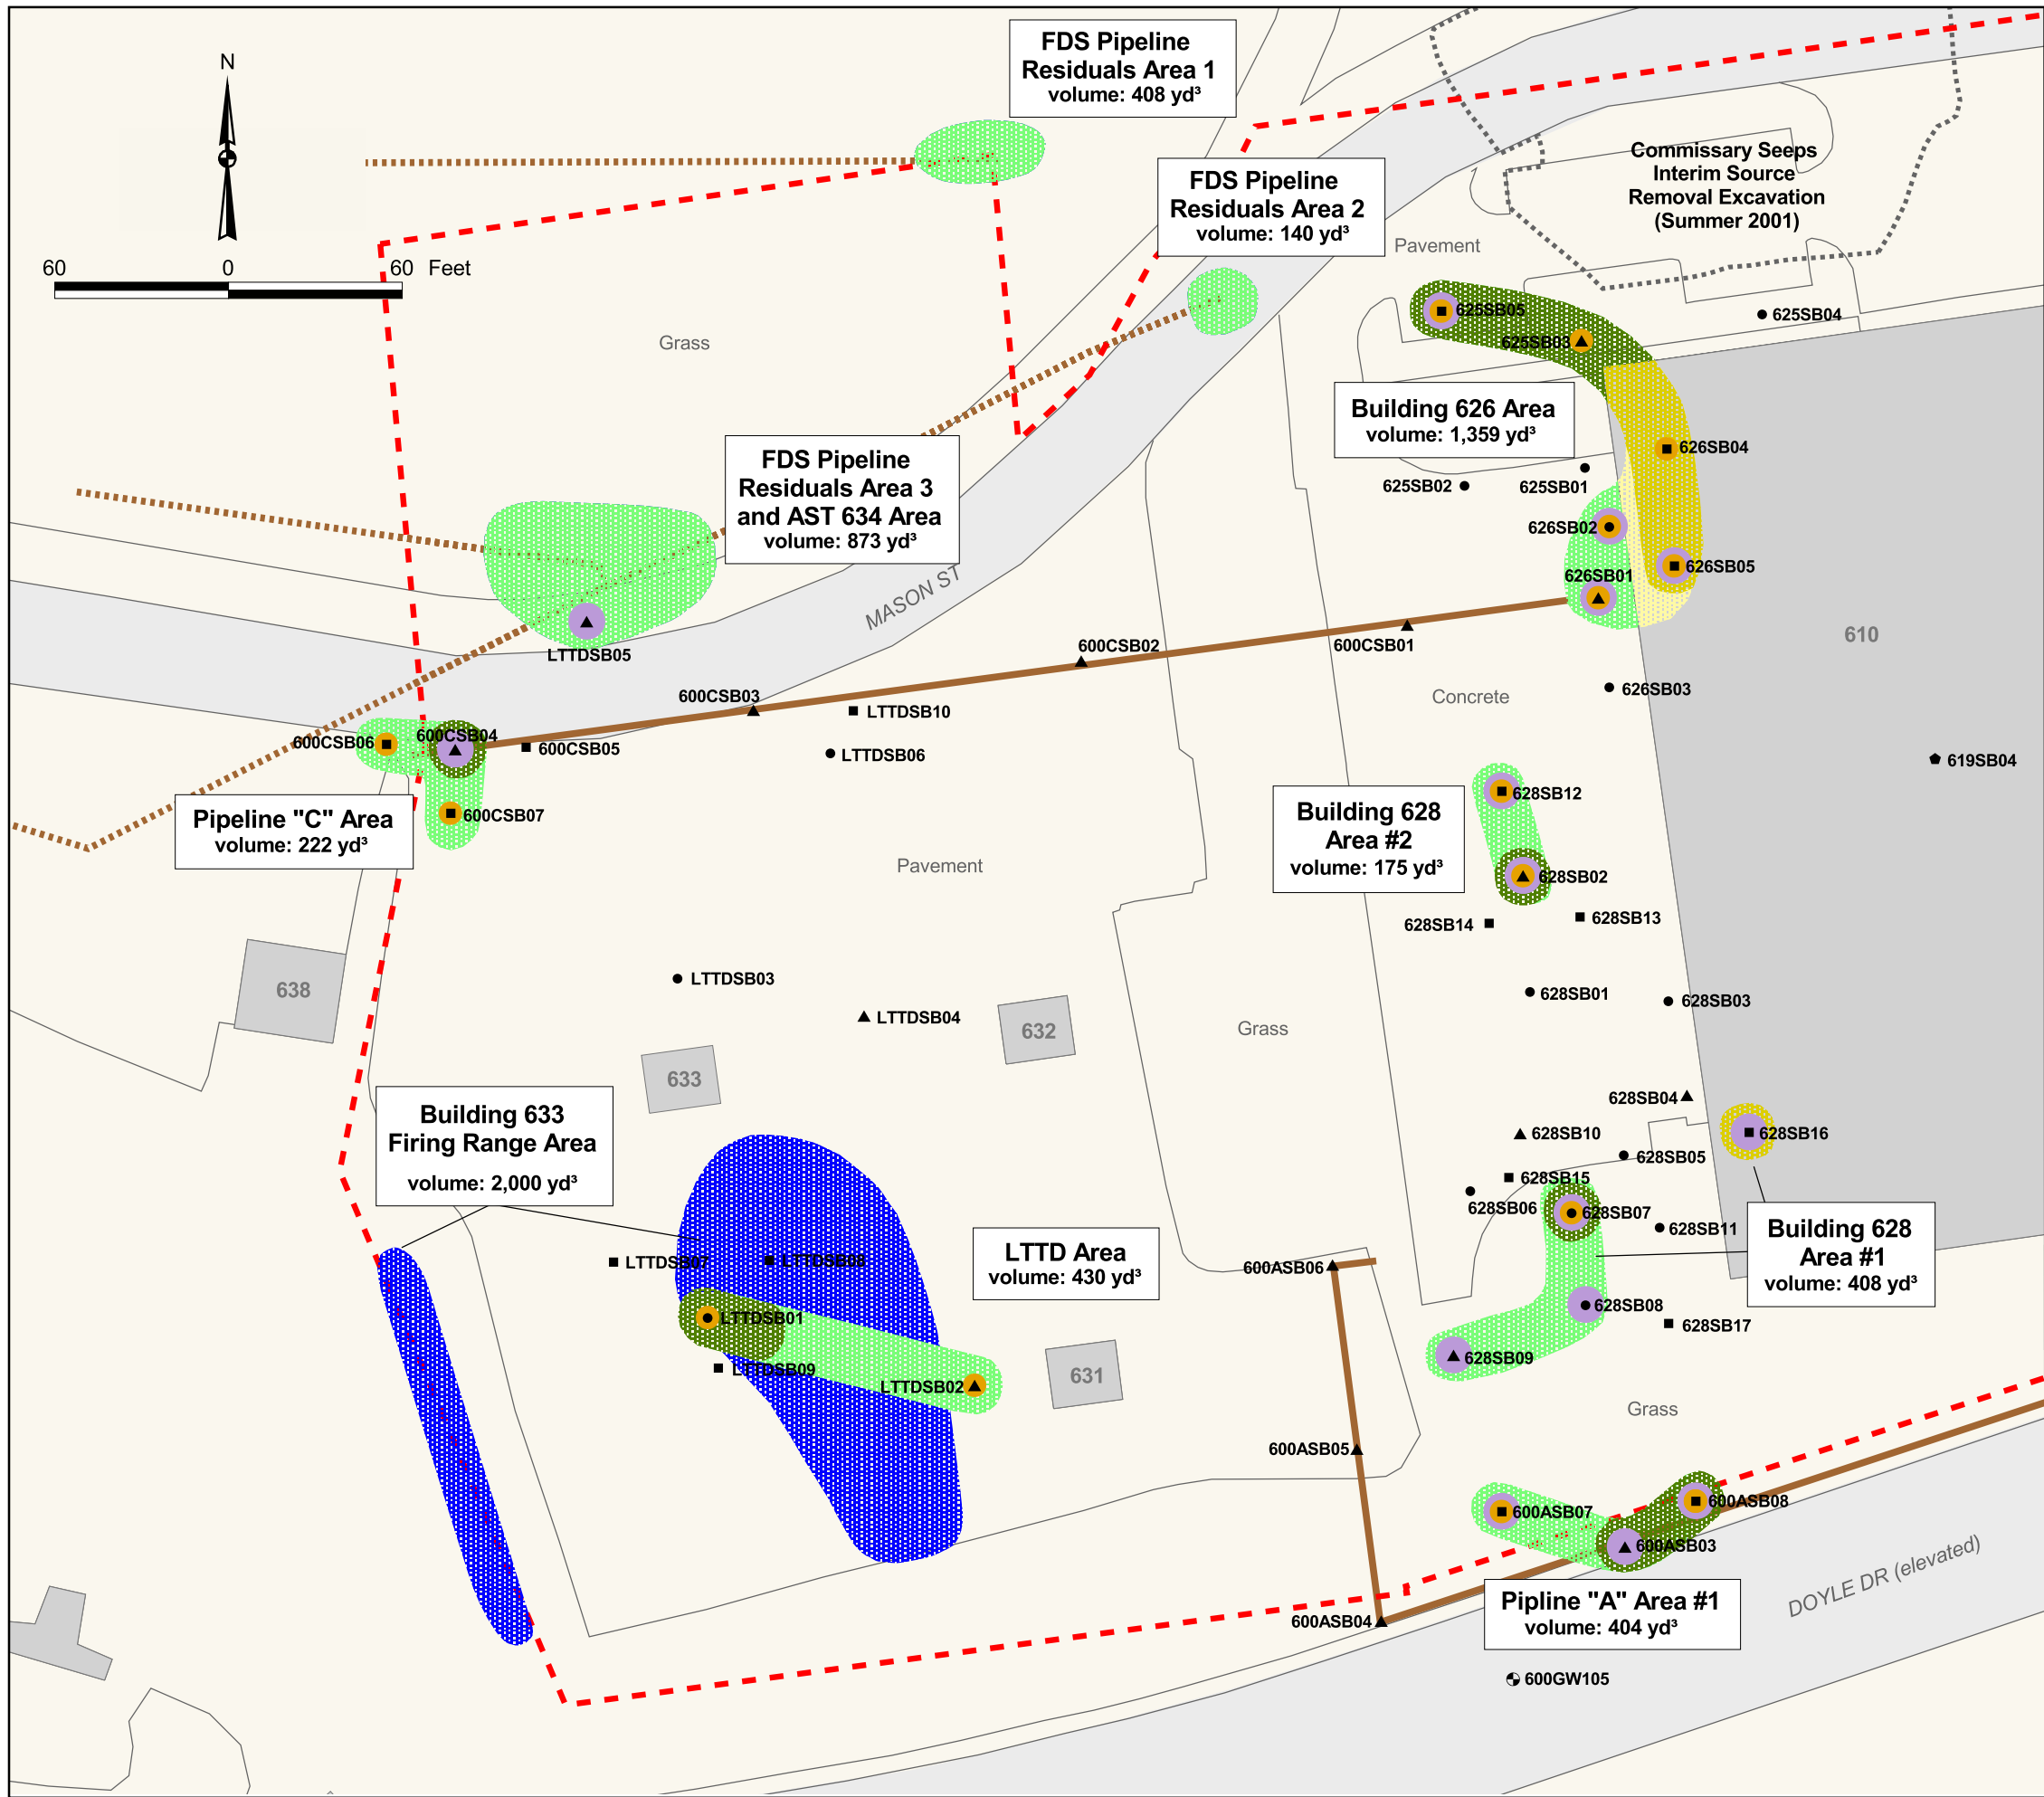 FDS Pipeline
Residuals Area 1
volume: 408 yd³
N
60 0 60 Feet
FDS Pipeline
Residuals Area 2
volume: 140 yd³
Commissary Seeps
Interim Source
Removal Excavation
(Summer 2001)
Pavement
Grass
625SB05
625SB04
625SB03
Building 626 Area
volume: 1,359 yd³
626SB04
625SB02
625SB01
626SB02
626SB01
626SB05
FDS Pipeline
Residuals Area 3
and AST 634 Area
volume: 873 yd³
MASON ST
LTTDSB05
600CSB02
600CSB01
610
600CSB03
LTTDSB10
Concrete
626SB03
600CSB06
600CSB04
600CSB05
LTTDSB06
619SB04
Pipeline "C" Area
volume: 222 yd³
600CSB07
Building 628
Area #2
volume: 175 yd³
628SB12
Pavement
628SB02
628SB14
628SB13
638
LTTDSB03
LTTDSB04
632
Grass
628SB01
628SB03
633
Building 633
Firing Range Area
volume: 2,000 yd³
628SB04
628SB10
628SB16
628SB05
628SB15
628SB06
628SB07
628SB11
LTTDSB07
LTTDSB08
LTTD Area
volume: 430 yd³
600ASB06
Building 628
Area #1
volume: 408 yd³
628SB08
628SB17
LTTDSB01
LTTDSB09
LTTDSB02
631
628SB09
Grass
600ASB05
600ASB07
600ASB08
600ASB03
Pipline "A" Area #1
volume: 404 yd³
DOYLE DR (elevated)
600ASB04
600GW105